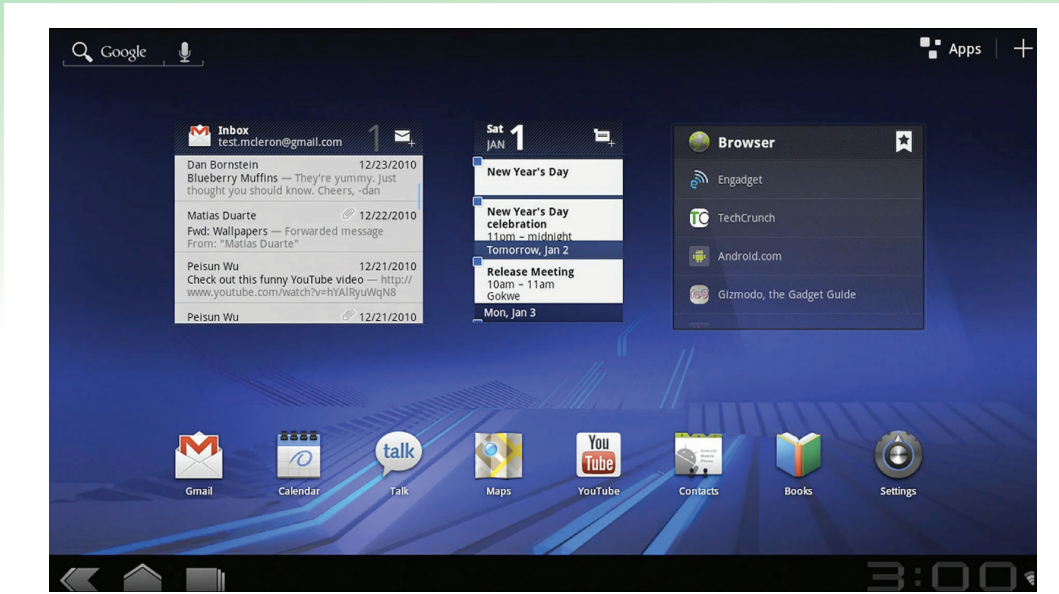 Google
Apps
Inbox
test.mcleron@gmail.com
1
Dan Bornstein 12/23/2010
Blueberry Muffins — They're yummy. Just
thought you should know. Cheers, -dan
Matias Duarte 12/22/2010
Fwd: Wallpapers — Forwarded message
From: "Matias Duarte"
Peisun Wu 12/21/2010
Check out this funny YouTube video — http://
www.youtube.com/watch?v=hYAlRyuWqN8
Peisun Wu 12/21/2010
Sat
JAN
1
New Year's Day
New Year's Day
celebration
11pm – midnight
Tomorrow, Jan 2
Release Meeting
10am – 11am
Gokwe
Mon, Jan 3
Browser
Engadget
TechCrunch
Android.com
Gizmodo, the Gadget Guide
talk
You
Tube
Gmail
Calendar
Talk
Maps
YouTube
Contacts
Books
Settings
3:00